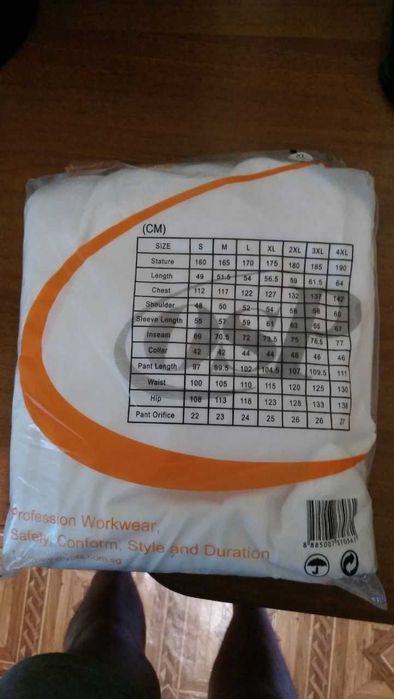 (CM)
SIZE S M L XL 2XL 3XL 4XL
Stature 160 165 170 175 180 185 190
Length 49 51.5 54 56.5 59 61.5 64
Chest 112 117 122 127 132 137 142
Shoulder 48 50 52 54 56 58 60
Sleeve Length 55 57 59 61 63 65 67
Inseam 69 70.5 72 73.5 75 76.5 77
Collar 42 42 44 44 46 46 46
Pant Length 97 99.5 102 104.5 107 109.5 111
Waist 100 105 110 115 120 125 130
Hip 108 113 118 123 128 133 138
Pant Orifice 22 23 24 25 26 26 27
Profession Workwear,
Safety, Conform, Style and Duration